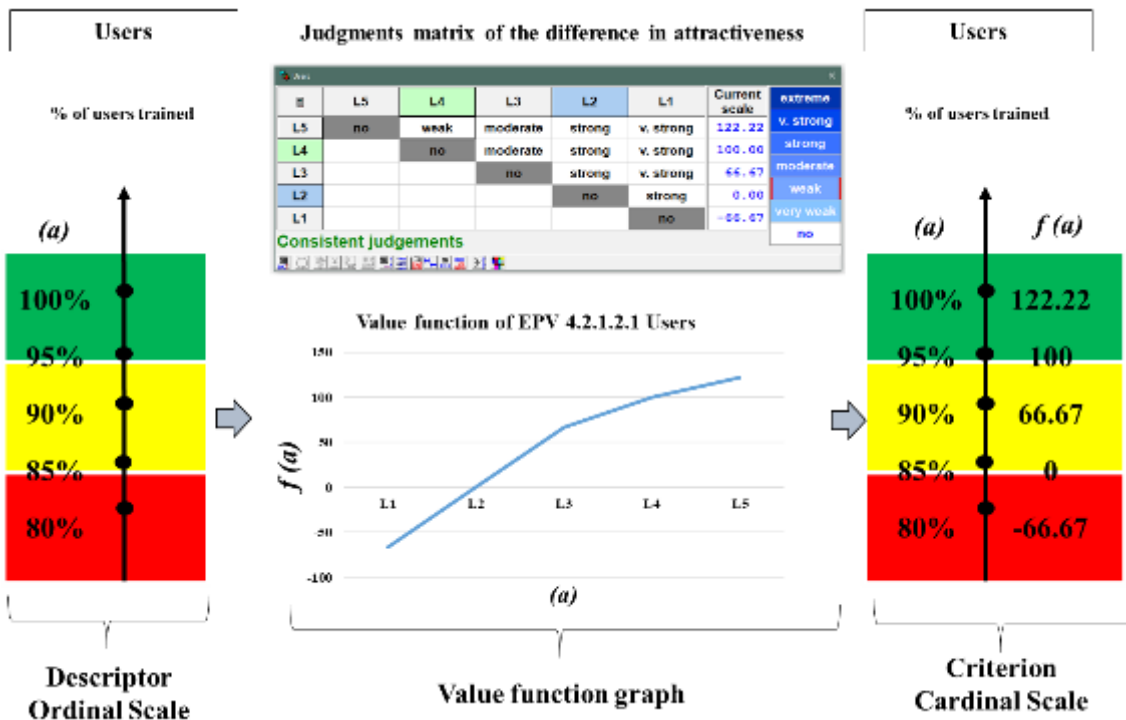 Users
% of users trained
(a)
100%
95%
90%
85%
80%
Descriptor
Ordinal Scale
Judgments matrix of the difference in attractiveness
L5 L4 L3 L2 L1 Current scale
L5 no weak moderate strong v. strong 122.22
L4 no moderate strong v. strong 100.00
L3 no strong v. strong 66.67
L2 no strong 0.00
L1 no -66.67
extreme
v. strong
strong
moderate
weak
very weak
no
Consistent judgements
Value function of EPV 4.2.1.2.1 Users
f (a)
150
100
50
0
-50
-100
L1 L2 L3 L4 L5
(a)
Value function graph
Users
% of users trained
(a) f (a)
100% 122.22
95% 100
90% 66.67
85% 0
80% -66.67
Criterion
Cardinal Scale